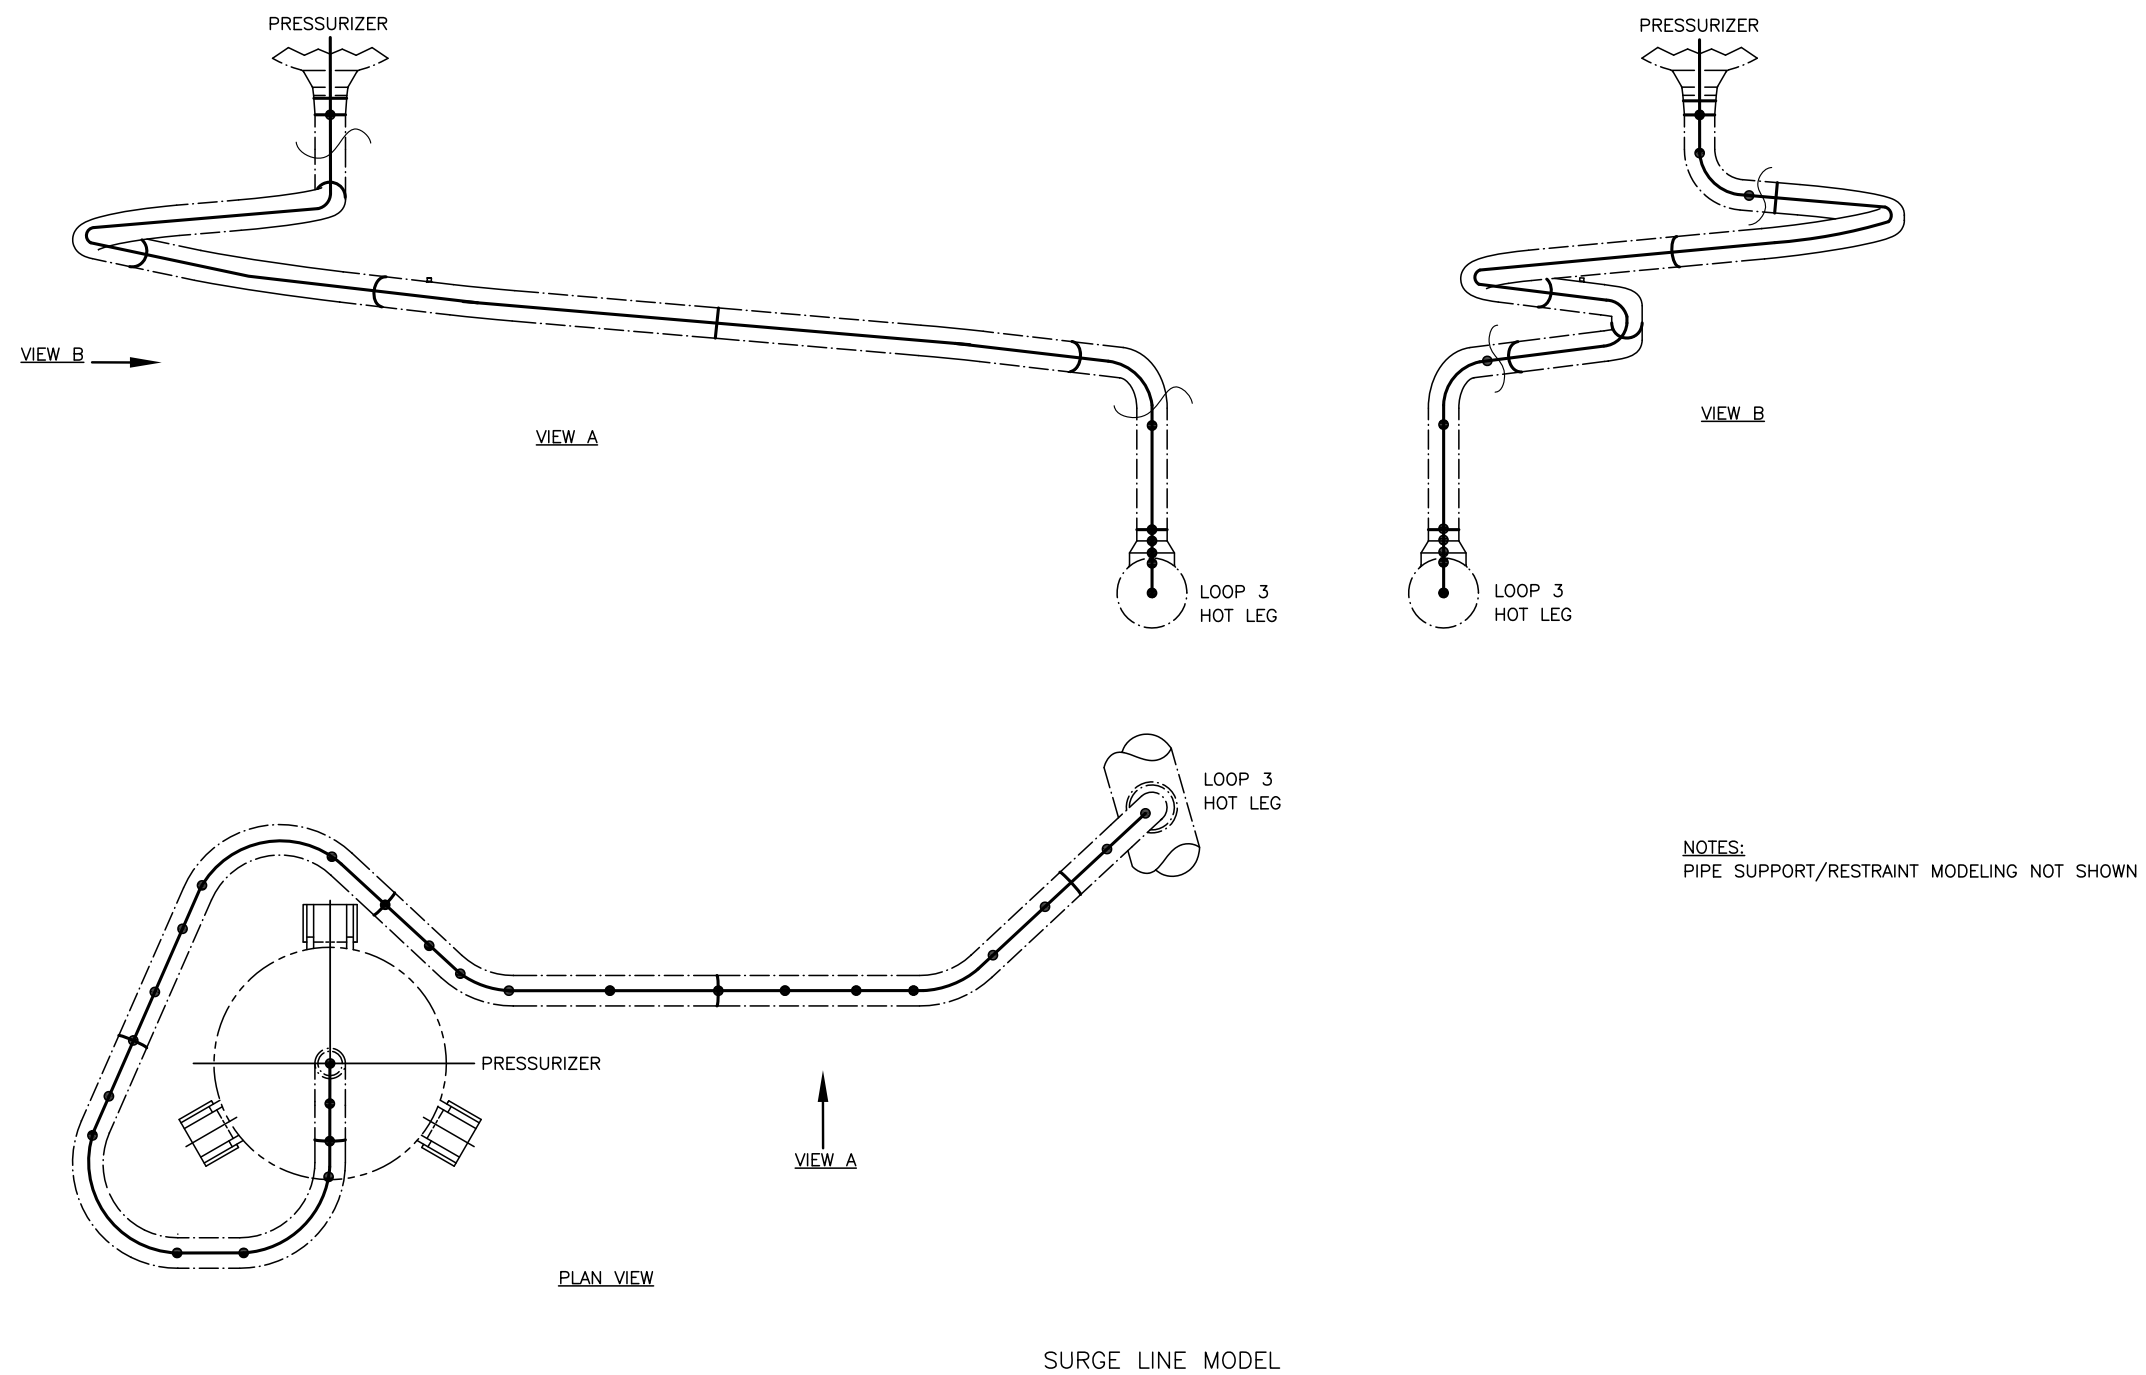 PRESSURIZER
PRESSURIZER
VIEW B
VIEW A
VIEW B
LOOP 3
HOT LEG
LOOP 3
HOT LEG
LOOP 3
HOT LEG
NOTES:
PIPE SUPPORT/RESTRAINT MODELING NOT SHOWN
PRESSURIZER
VIEW A
PLAN VIEW
SURGE LINE MODEL